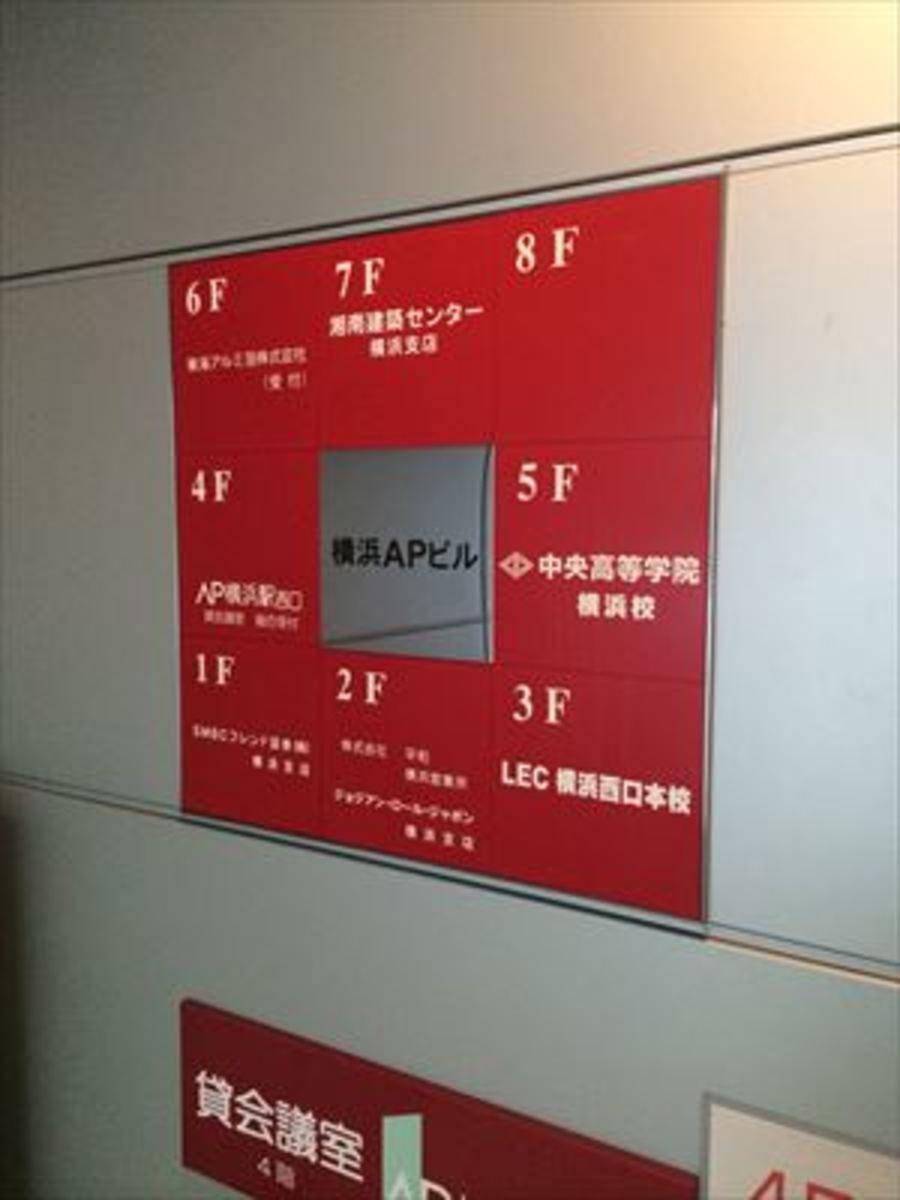 6F
東海アルミ箔株式会社
(受付)
7F
湘南建築センター
横浜支店
8F
4F
AP横浜駅西口
横浜APビル
5F
中央高等学院
横浜校
1F
SMBCフレンド証券(株)
横浜支店
2F
株式会社 平和
横浜営業所
ジョリアン・ロール・ジャポン
横浜支店
3F
LEC 横浜西口本校
貸会議室
4階